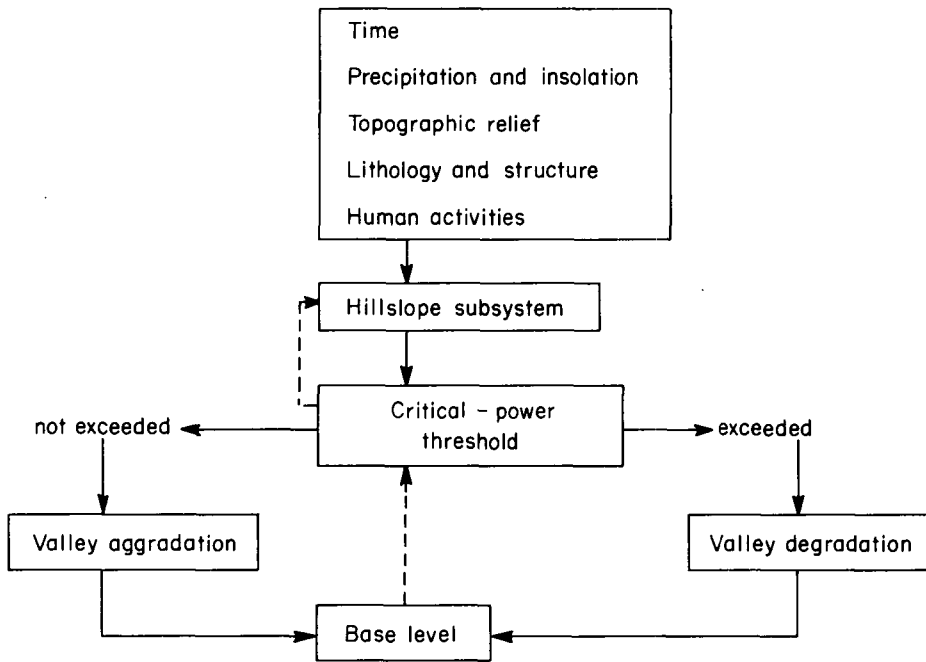 Time
Precipitation and insolation
Topographic relief
Lithology and structure
Human activities
Hillslope subsystem
Critical - power
threshold
not exceeded
exceeded
Valley aggradation
Valley degradation
Base level